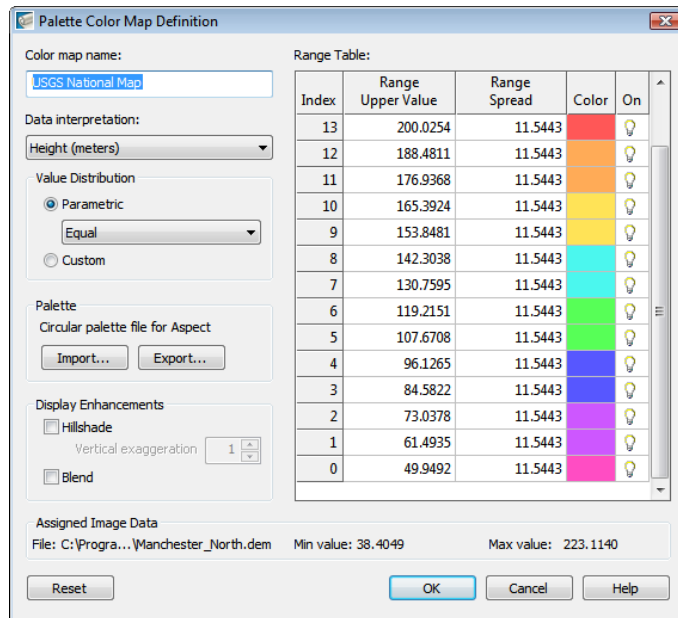 Palette Color Map Definition
Color map name:
USGS National Map
Data interpretation:
Height (meters)
Value Distribution
Parametric
Equal
Custom
Palette
Circular palette file for Aspect
Import...
Export...
Display Enhancements
Hillshade
Vertical exaggeration 1
Blend
Range Table:
Index Range Upper Value Range Spread Color On
13 200.0254 11.5443
12 188.4811 11.5443
11 176.9368 11.5443
10 165.3924 11.5443
9 153.8481 11.5443
8 142.3038 11.5443
7 130.7595 11.5443
6 119.2151 11.5443
5 107.6708 11.5443
4 96.1265 11.5443
3 84.5822 11.5443
2 73.0378 11.5443
1 61.4935 11.5443
0 49.9492 11.5443
Assigned Image Data
File: C:\Progra...\Manchester_North.dem Min value: 38.4049 Max value: 223.1140
Reset OK Cancel Help